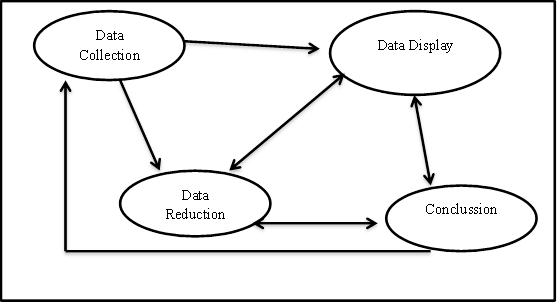 Data
Collection
Data Display
Data
Reduction
Conclussion